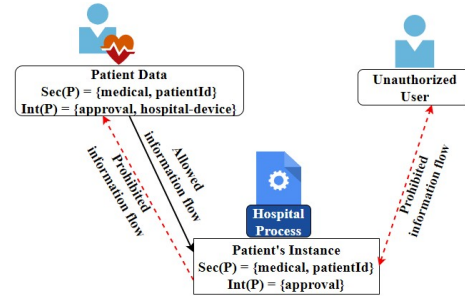 Patient Data
Sec(P) = {medical, patientId}
Int(P) = {approval, hospital-device}
Unauthorized
User
Allowed
information flow
Prohibited
information flow
Hospital
Process
Prohibited
information flow
Patient's Instance
Sec(P) = {medical, patientId}
Int(P) = {approval}